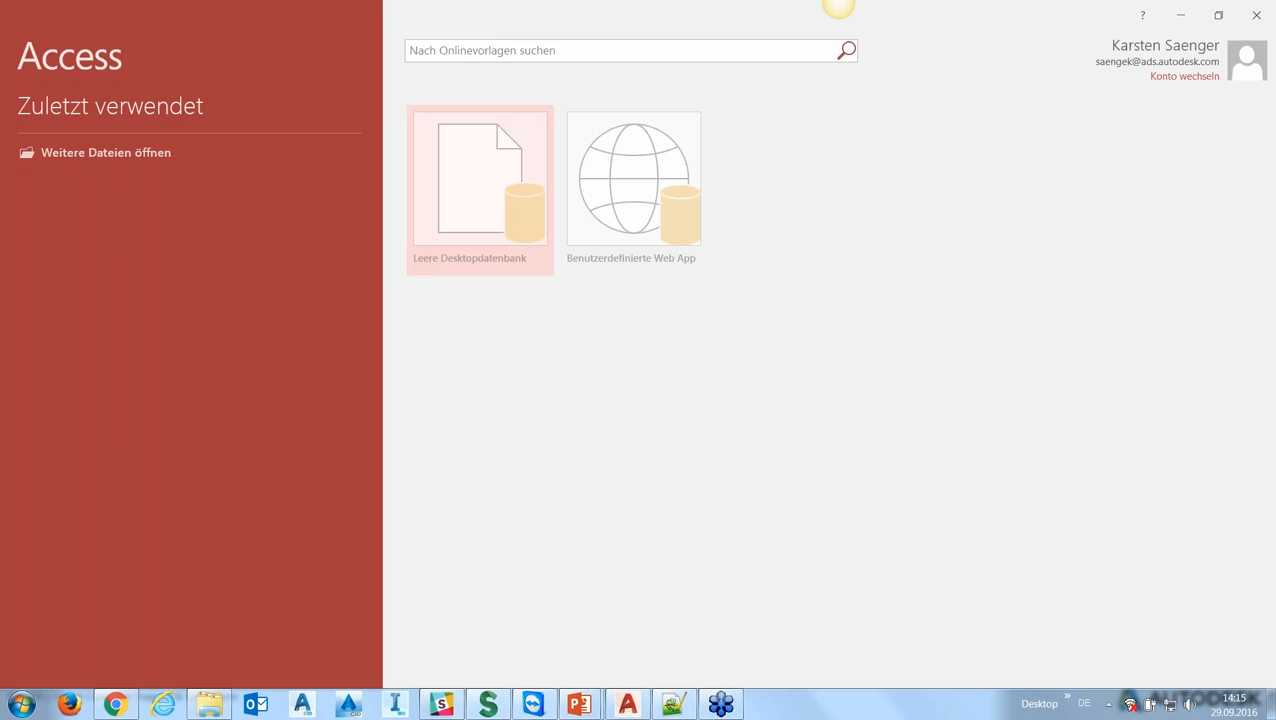 Access
Zuletzt verwendet
Weitere Dateien öffnen
Nach Onlinevorlagen suchen
?
Karsten Saenger
saengek@ads.autodesk.com
Konto wechseln
Leere Desktopdatenbank
Benutzerdefinierte Web App
Desktop
DE
14:15
29.09.2016
AUTODESK